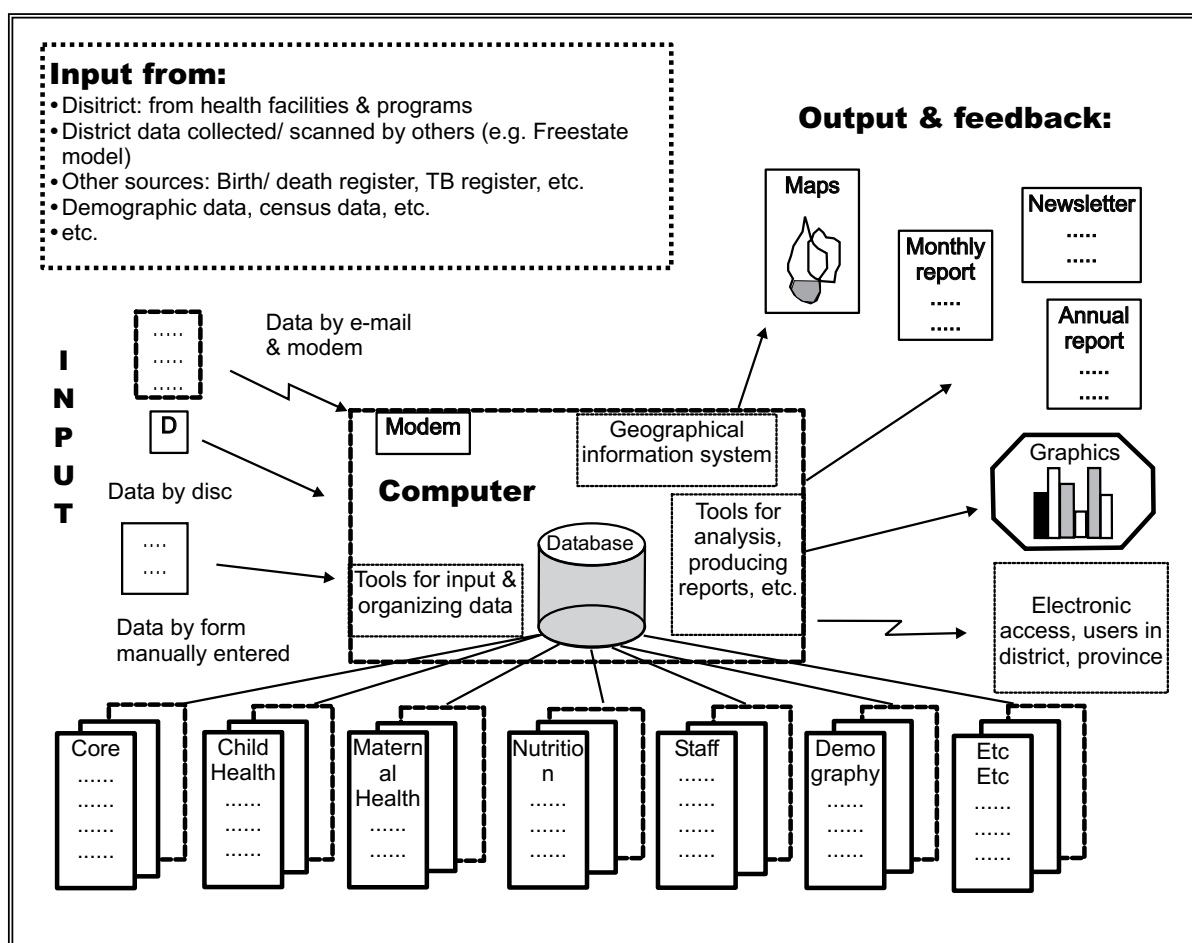 Input from:
•Disitrict: from health facilities & programs
•District data collected/ scanned by others (e.g. Freestate
model)
•Other sources: Birth/ death register, TB register, etc.
•Demographic data, census data, etc.
•etc.
Output & feedback:
Maps
Newsletter
.....
.....
Monthly
report
.....
.....
Annual
report
.....
.....
I
N
P
U
T
.....
.....
.....
Data by e-mail
& modem
D
Data by disc
....
....
Data by form
manually entered
Modem
Computer
Geographical
information system
Tools for
analysis,
producing
reports, etc.
Database
Tools for input &
organizing data
Graphics
Electronic
access, users in
district, province
Core
......
......
......
......
Child
Health
......
......
......
Matern
al
Health
......
......
Nutritio
n
......
......
......
Staff
......
......
......
......
Demo
graphy
......
......
......
Etc
Etc
......
......
......